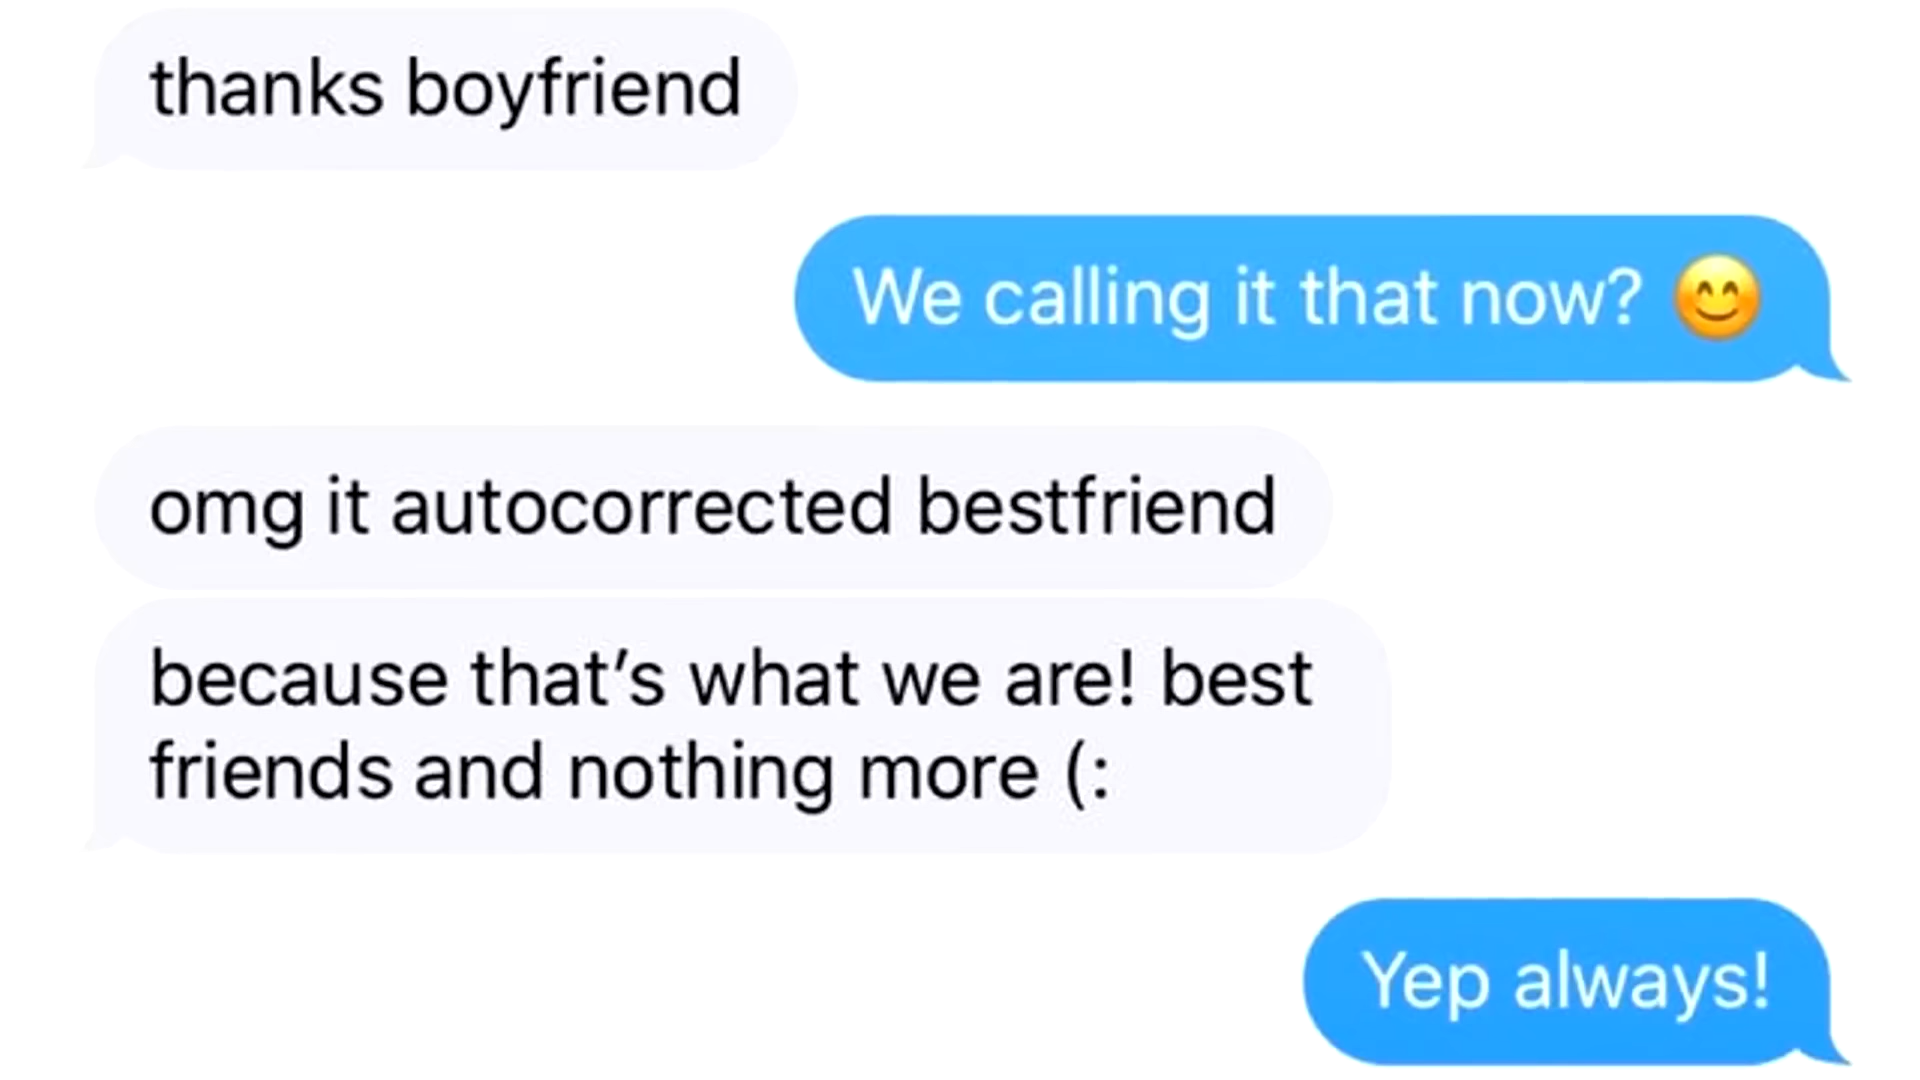 thanks boyfriend
We calling it that now? 😊
omg it autocorrected bestfriend
because that’s what we are! best
friends and nothing more (:
Yep always!